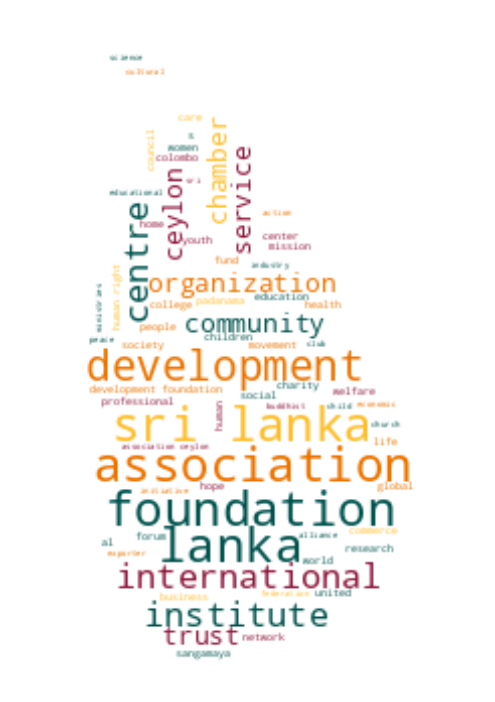 science
cultural
care
council
s
women
chamber
colombo
service
sri
ceylon
educational
centre
action
home
youth
center
mission
fund
industry
human right
organization
ministries
college
padanama
education
health
community
people
children
peace
society
movement
club
development
development foundation
charity
social
welfare
professional
human
buddhist
child
economic
sri lanka
church
life
association ceylon
association
hope
global
initiative
foundation
commerce
forum
alliance
al
lanka
research
exporter
world
international
federation
united
business
institute
trust
network
sangamaya